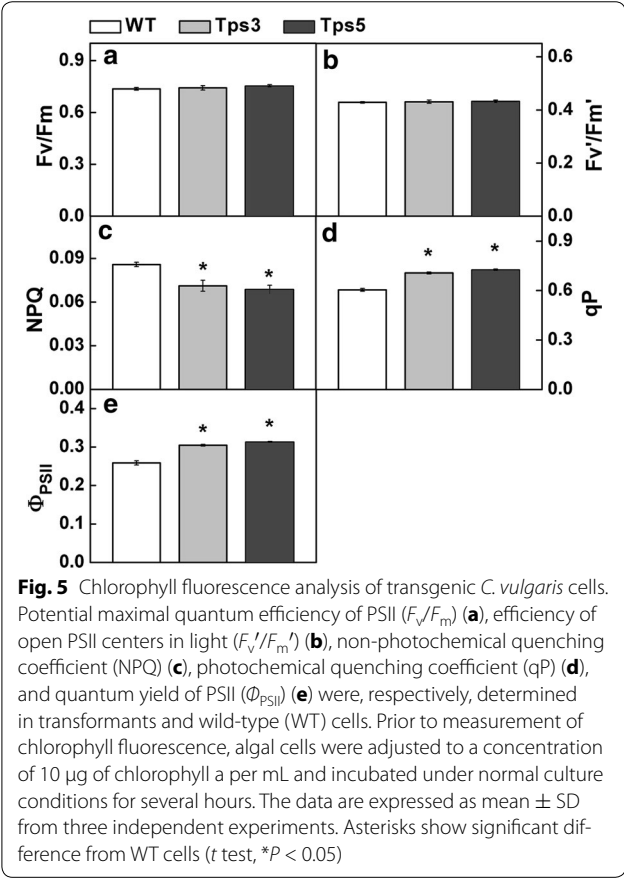 WT Tps3 Tps5
a
0.9
0.6
0.3
0.0
Fv/Fm
b
0.6
0.4
0.2
0.0
Fv'/Fm'
c
0.09
0.06
0.03
0.00
NPQ
* *
d
0.9
0.6
0.3
0.0
qP
* *
e
0.4
0.3
0.2
0.1
0.0
ΦPSII
* *
Fig. 5 Chlorophyll fluorescence analysis of transgenic C. vulgaris cells.
Potential maximal quantum efficiency of PSII (Fv/Fm) (a), efficiency of
open PSII centers in light (Fv′/Fm′) (b), non-photochemical quenching
coefficient (NPQ) (c), photochemical quenching coefficient (qP) (d),
and quantum yield of PSII (ΦPSII) (e) were, respectively, determined
in transformants and wild-type (WT) cells. Prior to measurement of
chlorophyll fluorescence, algal cells were adjusted to a concentration
of 10 μg of chlorophyll a per mL and incubated under normal culture
conditions for several hours. The data are expressed as mean ± SD
from three independent experiments. Asterisks show significant dif-
ference from WT cells (t test, *P < 0.05)